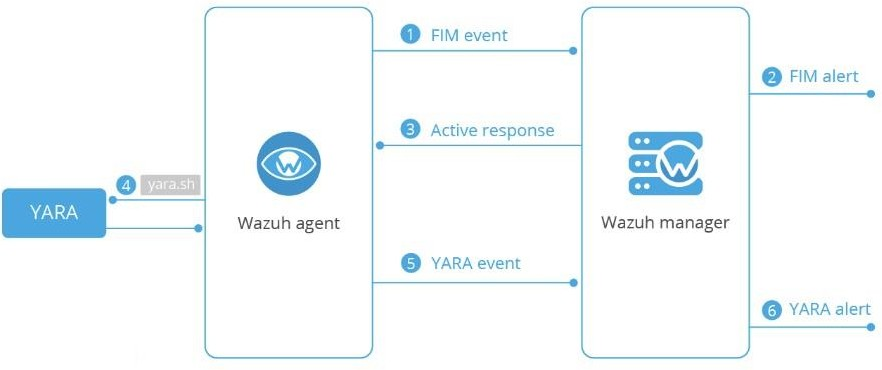 1 FIM event
2 FIM alert
3 Active response
4 yara.sh
YARA
Wazuh agent
Wazuh manager
5 YARA event
6 YARA alert